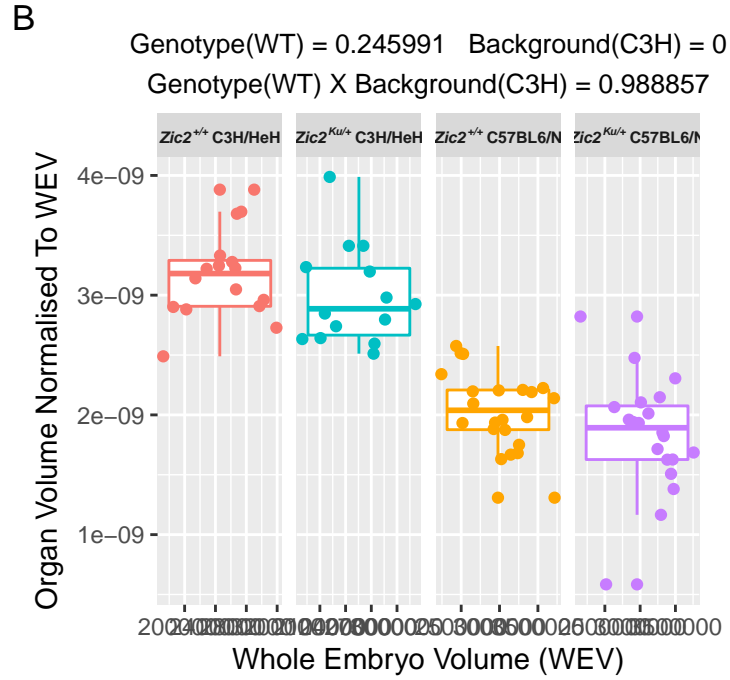 B
Genotype(WT) = 0.245991 Background(C3H) = 0
Genotype(WT) X Background(C3H) = 0.988857
Zic2+/+ C3H/HeH Zic2Ku/+ C3H/HeH Zic2+/+ C57BL6/N Zic2Ku/+ C57BL6/N
4e−09
3e−09
2e−09
1e−09
Organ Volume Normalised To WEV
Whole Embryo Volume (WEV)